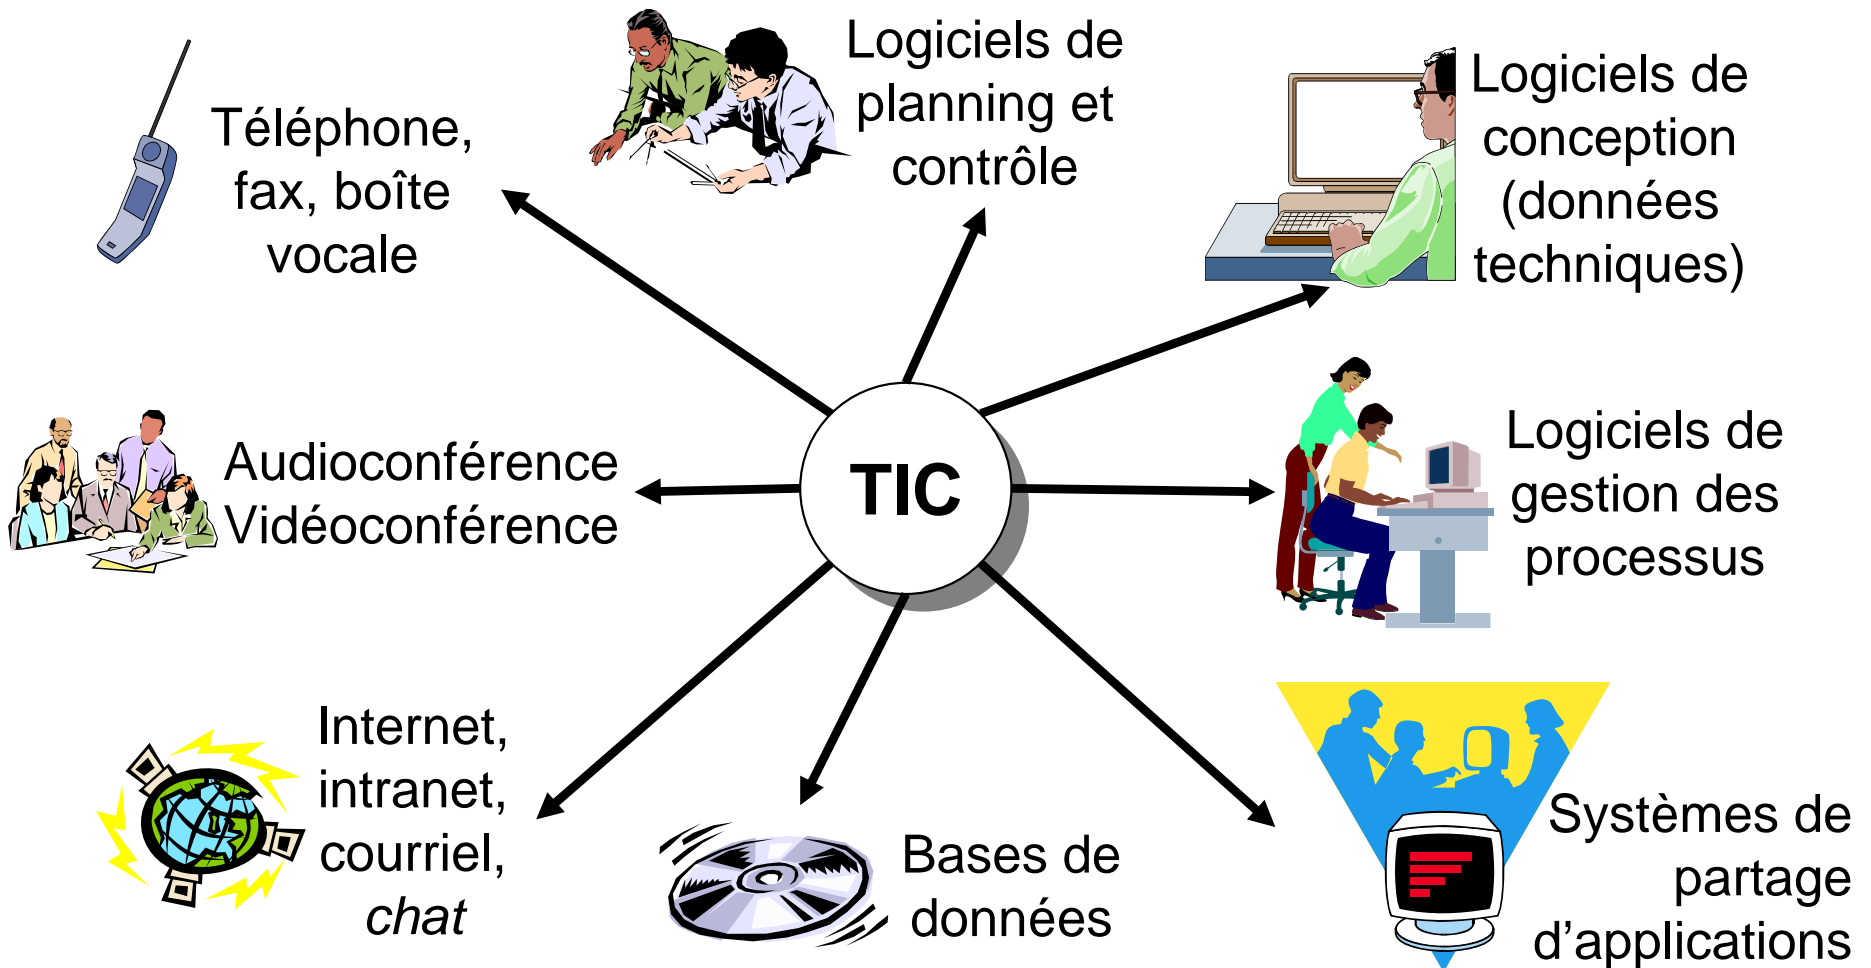 Téléphone,
fax, boîte
vocale
Logiciels de
planning et
contrôle
Logiciels de
conception
(données
techniques)
Audioconférence
Vidéoconférence
TIC
Logiciels de
gestion des
processus
Internet,
intranet,
courriel,
chat
Bases de
données
Systèmes de
partage
d’applications